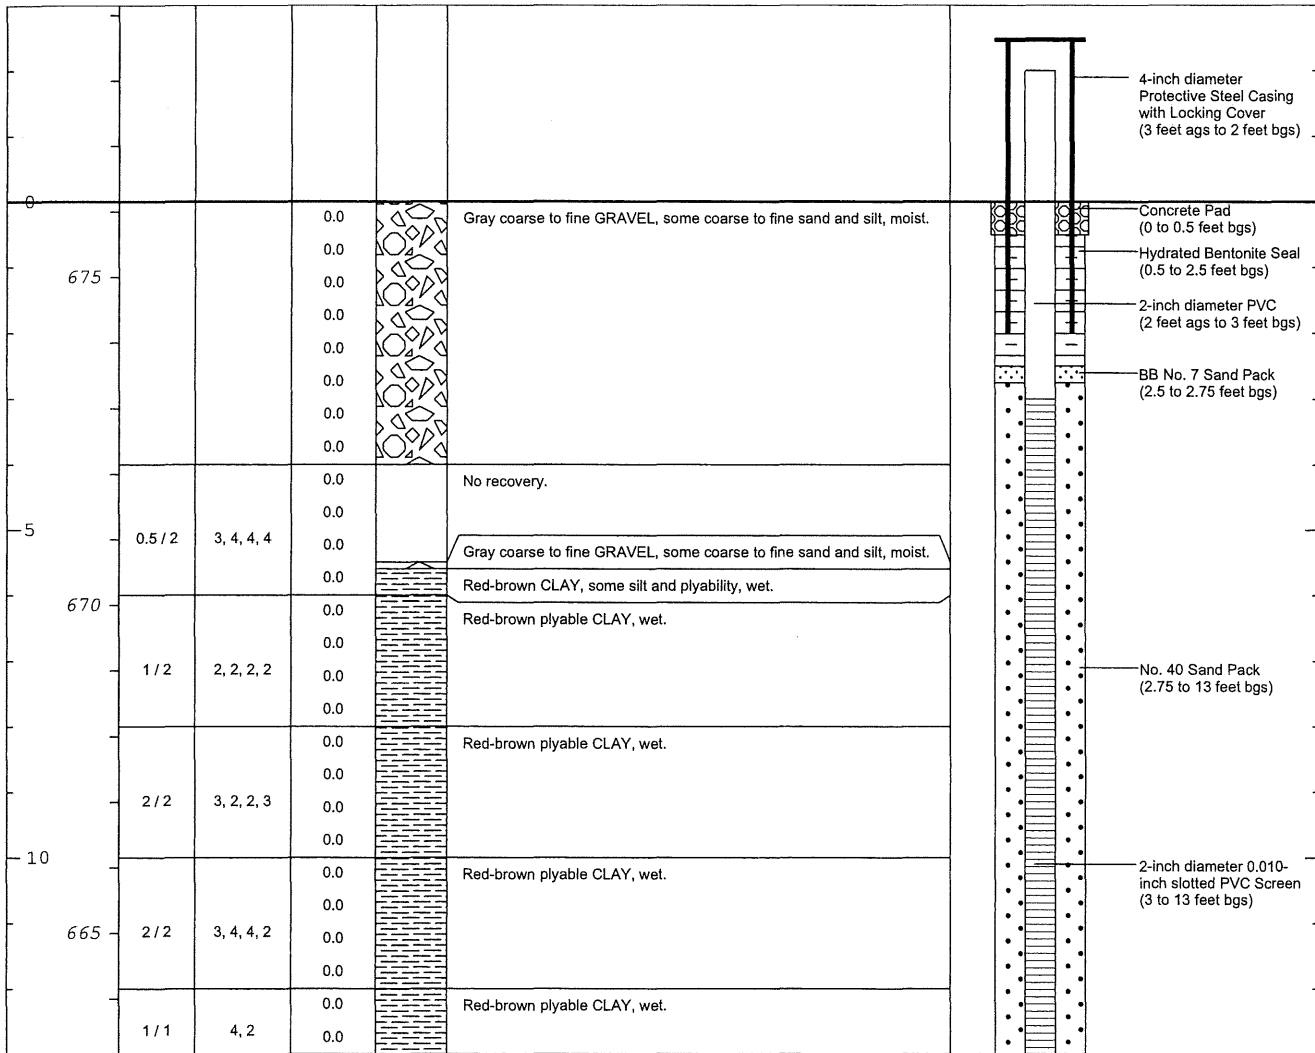 4-inch diameter
Protective Steel Casing
with Locking Cover
(3 feet ags to 2 feet bgs)
0
0.0
Gray coarse to fine GRAVEL, some coarse to fine sand and silt, moist.
Concrete Pad
(0 to 0.5 feet bgs)
0.0
Hydrated Bentonite Seal
(0.5 to 2.5 feet bgs)
675
0.0
0.0
2-inch diameter PVC
(2 feet ags to 3 feet bgs)
0.0
0.0
BB No. 7 Sand Pack
(2.5 to 2.75 feet bgs)
0.0
0.0
0.0
No recovery.
0.0
5
0.5 / 2
3, 4, 4, 4
0.0
Gray coarse to fine GRAVEL, some coarse to fine sand and silt, moist.
0.0
Red-brown CLAY, some silt and plyability, wet.
670
0.0
Red-brown plyable CLAY, wet.
0.0
1 / 2
2, 2, 2, 2
0.0
No. 40 Sand Pack
(2.75 to 13 feet bgs)
0.0
0.0
Red-brown plyable CLAY, wet.
0.0
2 / 2
3, 2, 2, 3
0.0
0.0
10
0.0
Red-brown plyable CLAY, wet.
2-inch diameter 0.010-
inch slotted PVC Screen
(3 to 13 feet bgs)
0.0
665
2 / 2
3, 4, 4, 2
0.0
0.0
0.0
Red-brown plyable CLAY, wet.
1 / 1
4, 2
0.0